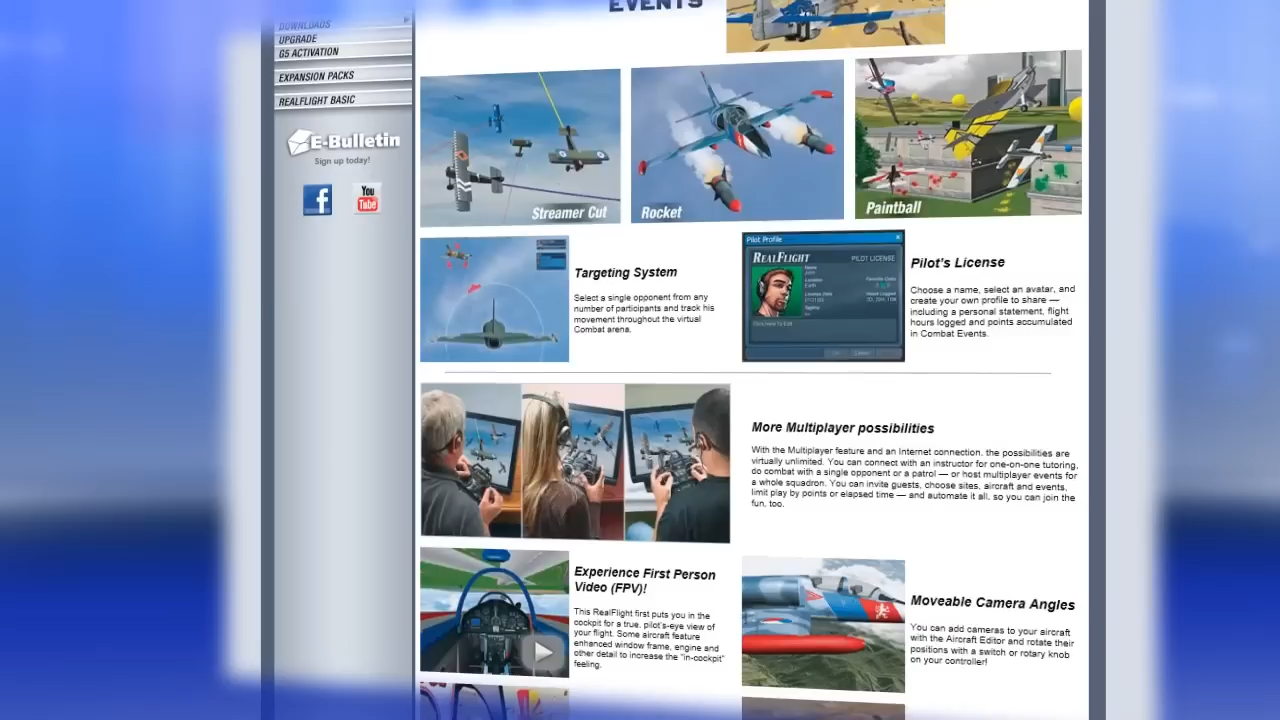 EVENTS
DOWNLOADS
UPGRADE
G5 ACTIVATION
EXPANSION PACKS
REALFLIGHT BASIC
E-Bulletin
Sign up today!
f
You
Tube
Streamer Cut
Rocket
Paintball
Targeting System
Select a single opponent from any
number of participants and track his
movement throughout the virtual
Combat arena.
Pilot Profile
REALFLIGHT
PILOT LICENSE
Name
Location
Earth
Pilot's License
Choose a name, select an avatar, and
create your own profile to share —
including a personal statement, flight
hours logged and points accumulated
in Combat Events.
More Multiplayer possibilities
With the Multiplayer feature and an Internet connection, the possibilities are
virtually unlimited. You can connect with an instructor for one-on-one tutoring,
do combat with a single opponent or a patrol — or host multiplayer events for
a whole squadron. You can invite guests, choose sites, aircraft and events,
limit play by points or elapsed time — and automate it all, so you can join the
fun, too.
Experience First Person
Video (FPV)!
This RealFlight first puts you in the
cockpit for a true, pilot's-eye view of
your flight. Some aircraft feature
enhanced window frame, engine and
other detail to increase the "in-cockpit"
feeling.
Moveable Camera Angles
You can add cameras to your aircraft
with the Aircraft Editor and rotate their
positions with a switch or rotary knob
on your controller!